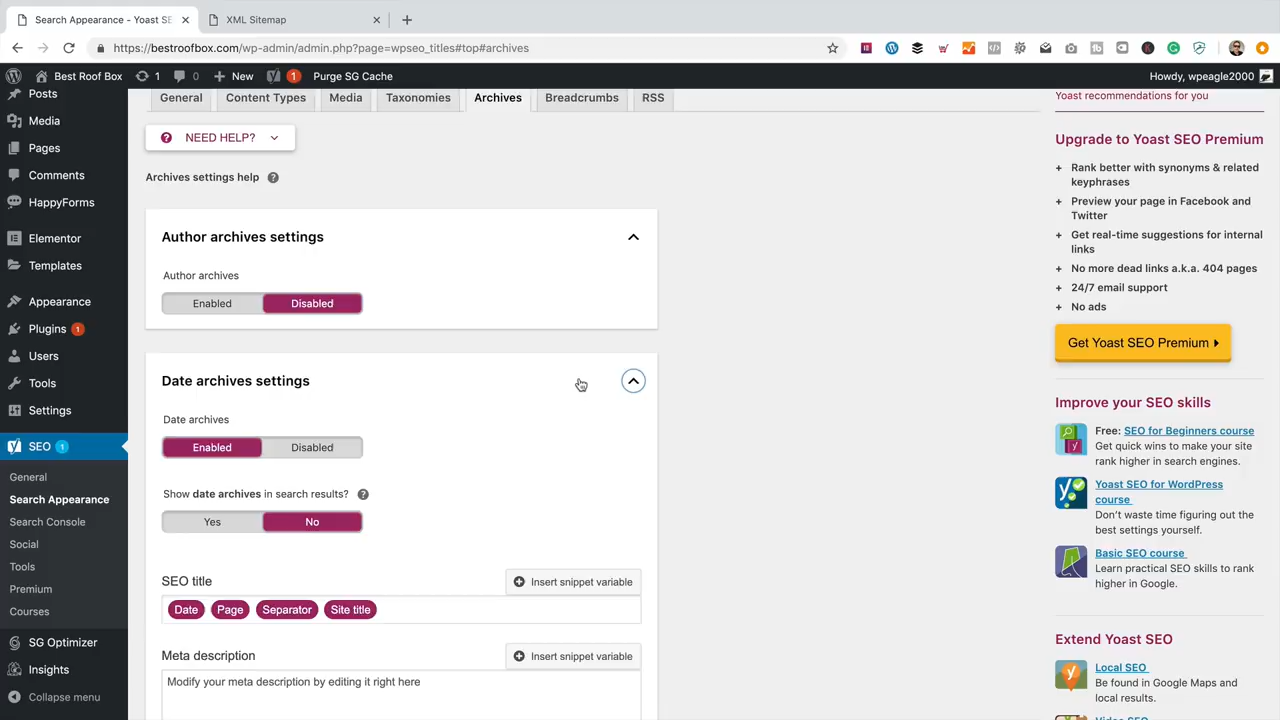 Search Appearance - Yoast SE
XML Sitemap
https://bestroofbox.com/wp-admin/admin.php?page=wpseo_titles#top#archives
Best Roof Box
1
0
New
1
Purge SG Cache
Howdy, wpeagle2000
Posts
Media
Pages
Comments
HappyForms
Elementor
Templates
Appearance
Plugins 1
Users
Tools
Settings
SEO 1
General
Search Appearance
Search Console
Social
Tools
Premium
Courses
SG Optimizer
Insights
Collapse menu
General
Content Types
Media
Taxonomies
Archives
Breadcrumbs
RSS
NEED HELP?
Archives settings help
Author archives settings
Author archives
Enabled
Disabled
Date archives settings
Date archives
Enabled
Disabled
Show date archives in search results?
Yes
No
SEO title
Insert snippet variable
Date
Page
Separator
Site title
Meta description
Insert snippet variable
Modify your meta description by editing it right here
Yoast recommendations for you
Upgrade to Yoast SEO Premium
+ Rank better with synonyms & related
keyphrases
+ Preview your page in Facebook and
Twitter
+ Get real-time suggestions for internal
links
+ No more dead links a.k.a. 404 pages
+ 24/7 email support
+ No ads
Get Yoast SEO Premium
Improve your SEO skills
Free: SEO for Beginners course
Get quick wins to make your site
rank higher in search engines.
Yoast SEO for WordPress
course
Don't waste time figuring out the
best settings yourself.
Basic SEO course
Learn practical SEO skills to rank
higher in Google.
Extend Yoast SEO
Local SEO
Be found in Google Maps and
local results.
Video SEO